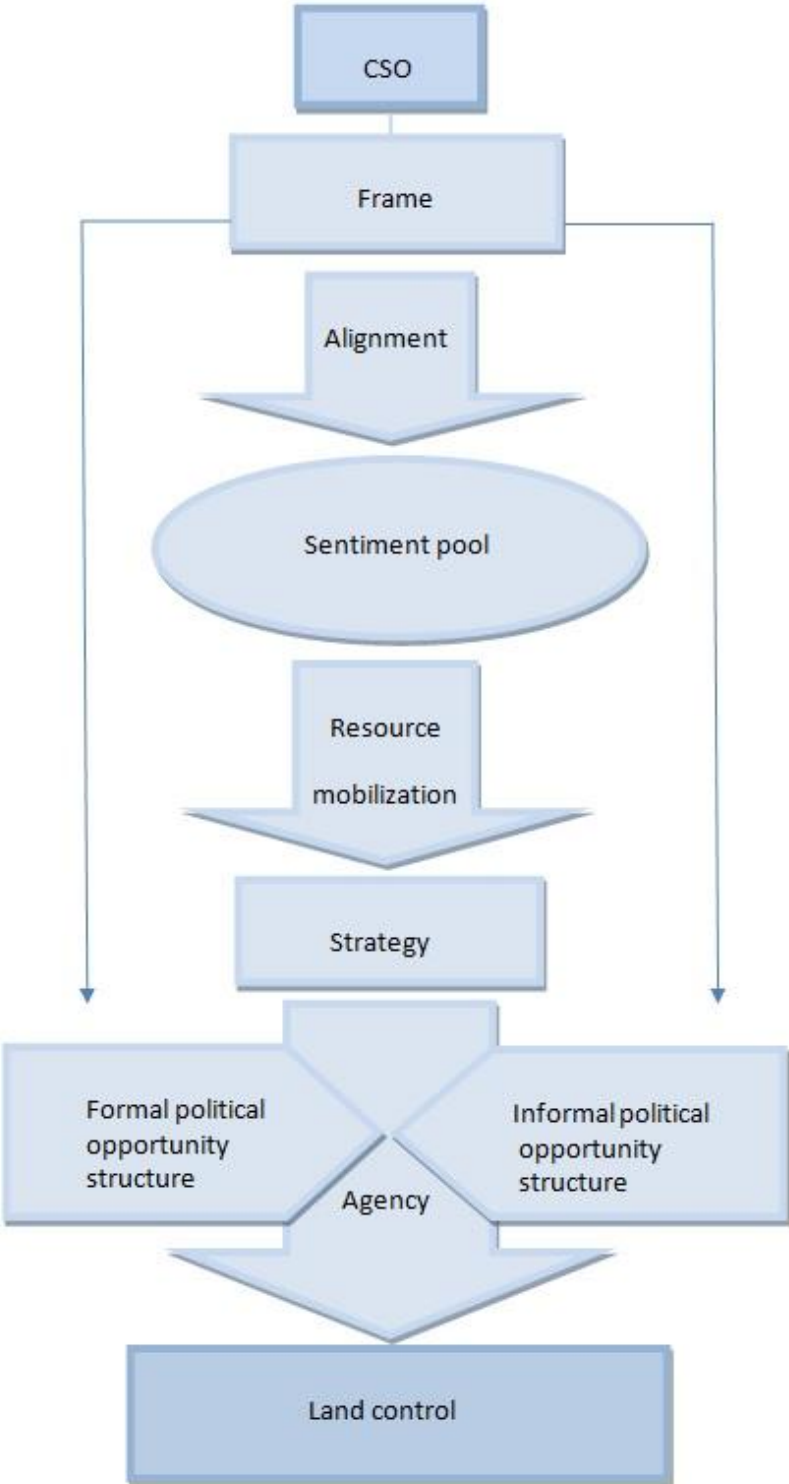 CSO
Frame
Alignment
Sentiment pool
Resource
mobilization
Strategy
Formal political
opportunity
structure
Informal political
opportunity
structure
Agency
Land control